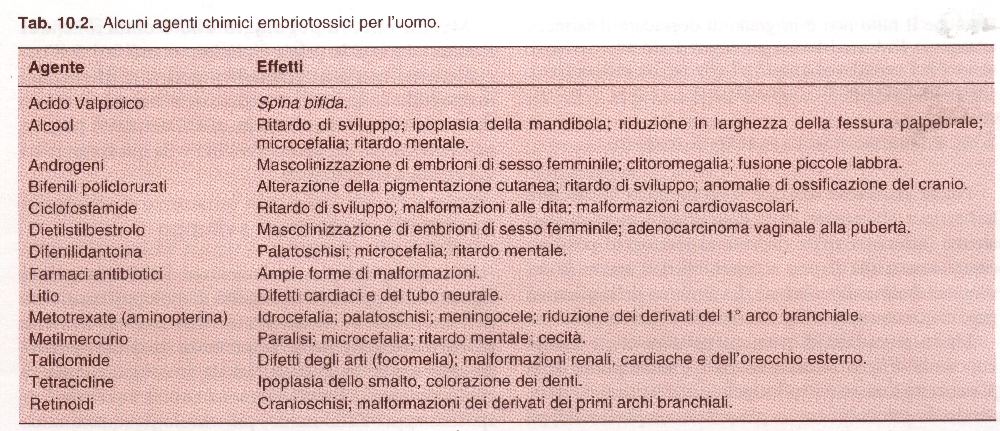 Tab. 10.2. Alcuni agenti chimici embriotossici per l'uomo.
Agente Effetti
Acido Valproico Spina bifida.
Alcool Ritardo di sviluppo; ipoplasia della mandibola; riduzione in larghezza della fessura palpebrale;
microcefalia; ritardo mentale.
Androgeni Mascolinizzazione di embrioni di sesso femminile; clitoromegalia; fusione piccole labbra.
Bifenili policlorurati Alterazione della pigmentazione cutanea; ritardo di sviluppo; anomalie di ossificazione del cranio.
Ciclofosfamide Ritardo di sviluppo; malformazioni alle dita; malformazioni cardiovascolari.
Dietilstilbestrolo Mascolinizzazione di embrioni di sesso femminile; adenocarcinoma vaginale alla pubertà.
Difenilidantoina Palatoschisi; microcefalia; ritardo mentale.
Farmaci antibiotici Ampie forme di malformazioni.
Litio Difetti cardiaci e del tubo neurale.
Metotrexate (aminopterina) Idrocefalia; palatoschisi; meningocele; riduzione dei derivati del 1° arco branchiale.
Metilmercurio Paralisi; microcefalia; ritardo mentale; cecità.
Talidomide Difetti degli arti (focomelia); malformazioni renali, cardiache e dell'orecchio esterno.
Tetracicline Ipoplasia dello smalto, colorazione dei denti.
Retinoidi Cranioschisi; malformazioni dei derivati dei primi archi branchiali.